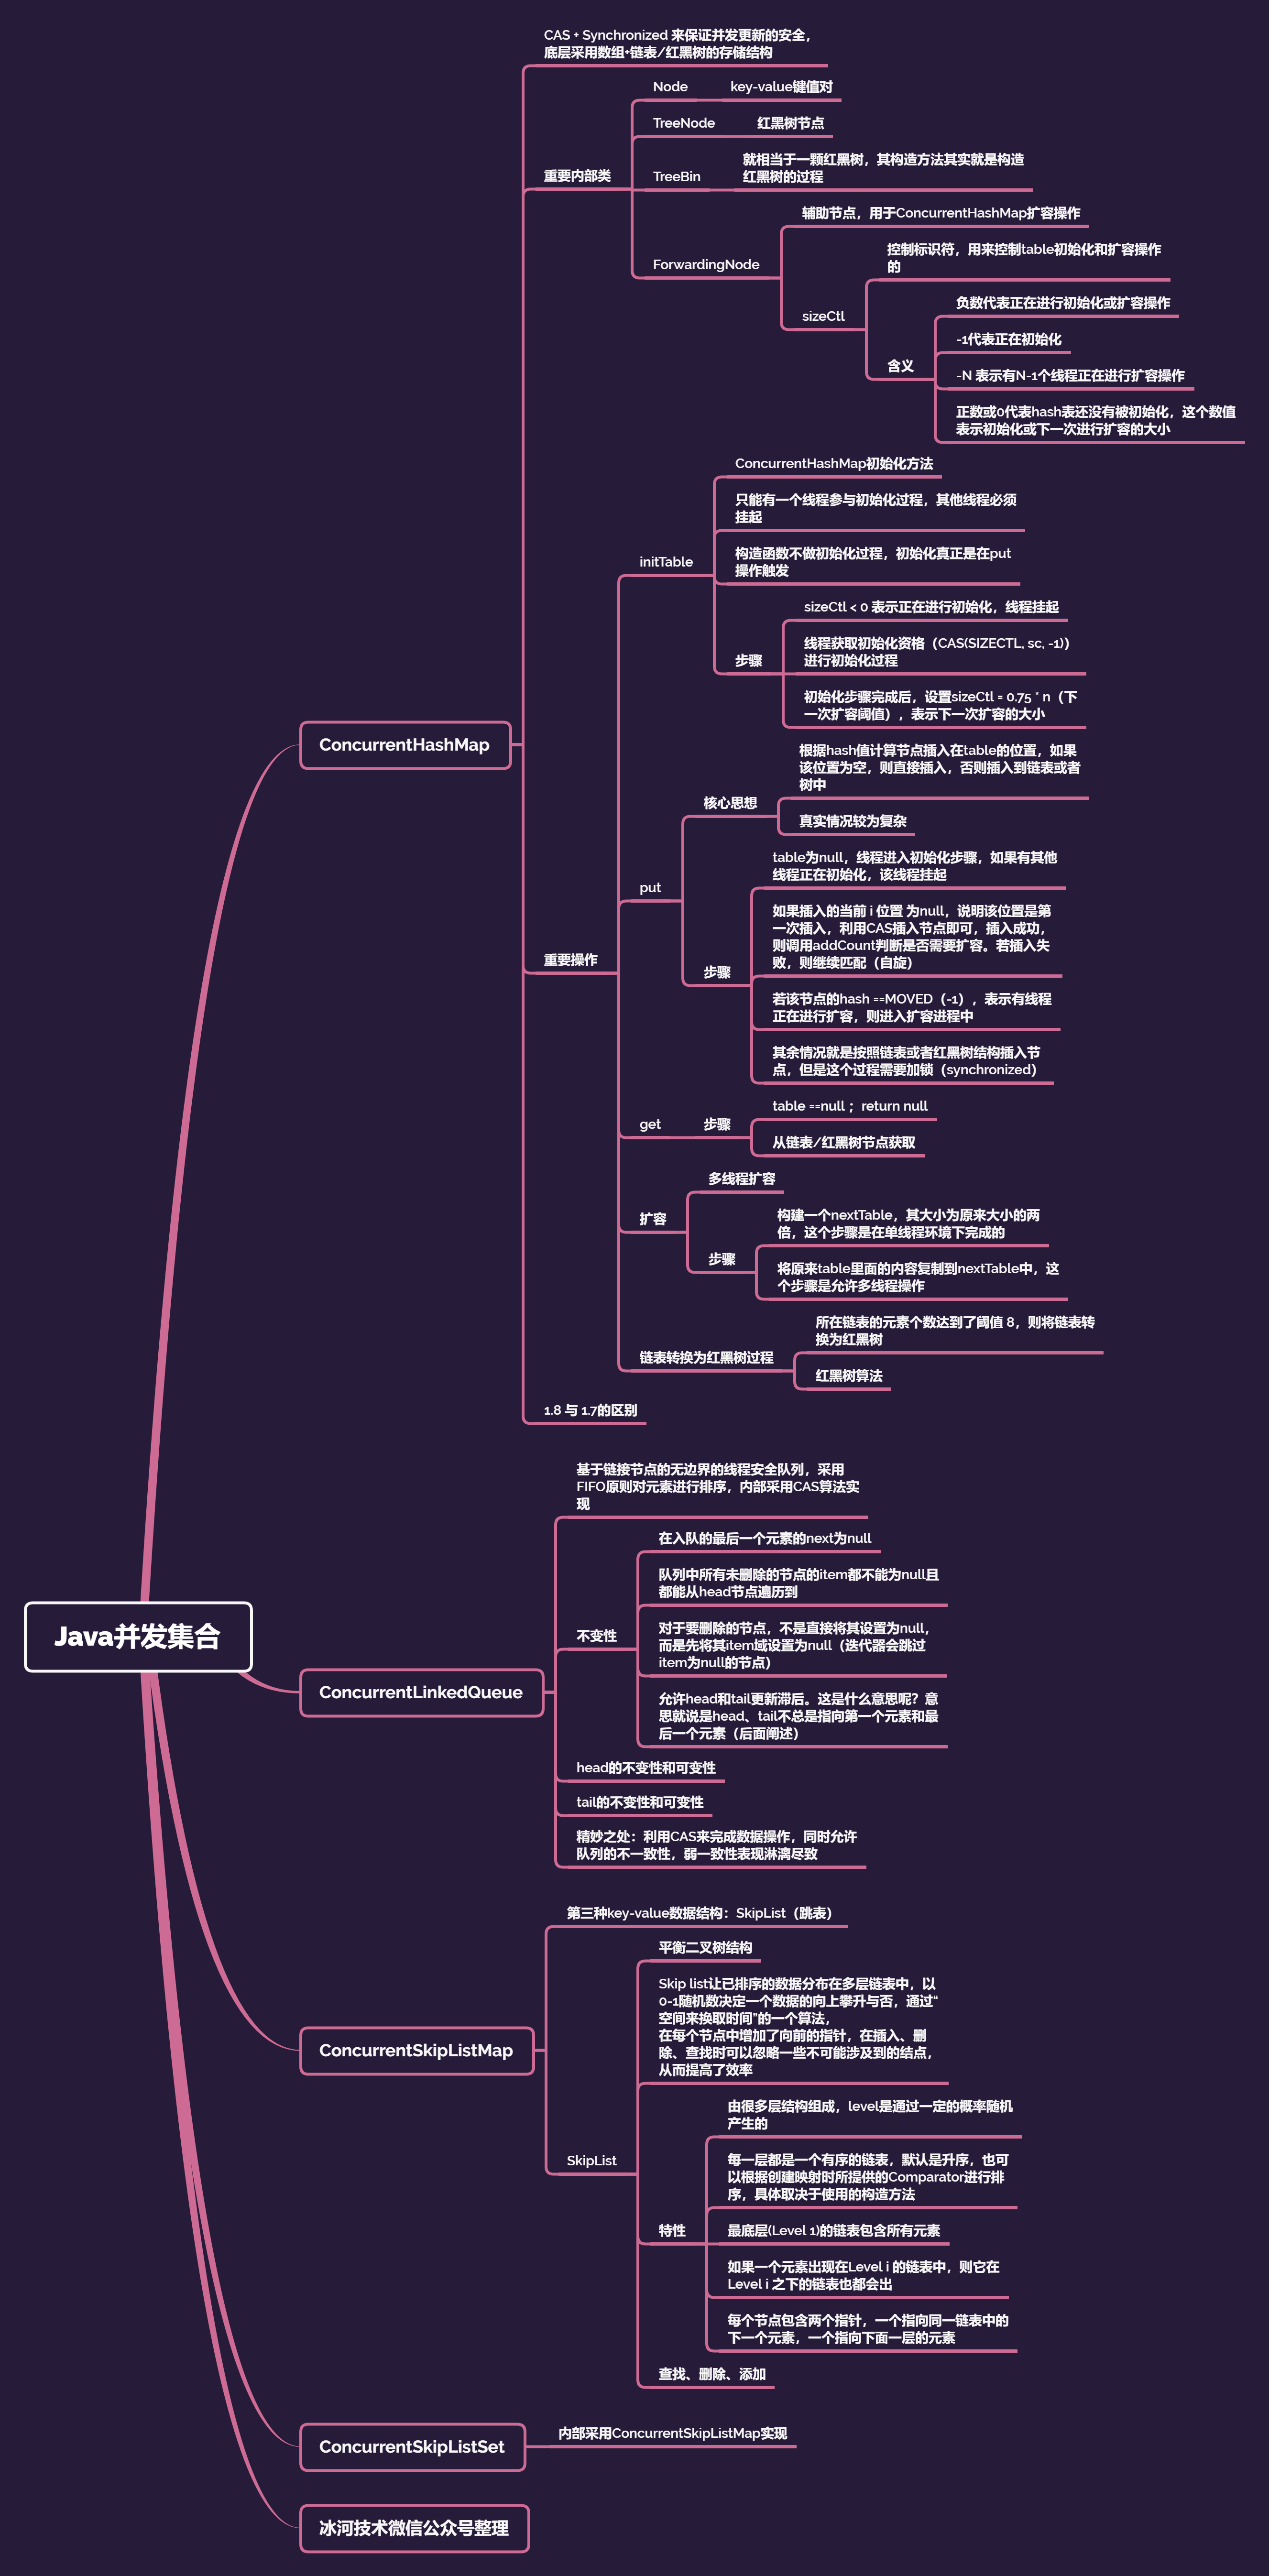 CAS + Synchronized 来保证并发更新的安全，
底层采用数组+链表/红黑树的存储结构
Node
key-value键值对
TreeNode
红黑树节点
重要内部类
TreeBin
就相当于一颗红黑树，其构造方法其实就是构造
红黑树的过程
ForwardingNode
辅助节点，用于ConcurrentHashMap扩容操作
sizeCtl
控制标识符，用来控制table初始化和扩容操作
的
含义
负数代表正在进行初始化或扩容操作
-1代表正在初始化
-N 表示有N-1个线程正在进行扩容操作
正数或0代表hash表还没有被初始化，这个数值
表示初始化或下一次进行扩容的大小
ConcurrentHashMap
重要操作
initTable
ConcurrentHashMap初始化方法
只能有一个线程参与初始化过程，其他线程必须
挂起
构造函数不做初始化过程，初始化真正是在put
操作触发
步骤
sizeCtl < 0 表示正在进行初始化，线程挂起
线程获取初始化资格（CAS(SIZECTL, sc, -1)）
进行初始化过程
初始化步骤完成后，设置sizeCtl = 0.75 * n（下
一次扩容阈值），表示下一次扩容的大小
put
核心思想
根据hash值计算节点插入在table的位置，如果
该位置为空，则直接插入，否则插入到链表或者
树中
真实情况较为复杂
步骤
table为null，线程进入初始化步骤，如果有其他
线程正在初始化，该线程挂起
如果插入的当前 i 位置 为null，说明该位置是第
一次插入，利用CAS插入节点即可，插入成功，
则调用addCount判断是否需要扩容。若插入失
败，则继续匹配（自旋）
若该节点的hash ==MOVED（-1），表示有线程
正在进行扩容，则进入扩容进程中
其余情况就是按照链表或者红黑树结构插入节
点，但是这个过程需要加锁（synchronized）
get
步骤
table ==null ；return null
从链表/红黑树节点获取
扩容
多线程扩容
步骤
构建一个nextTable，其大小为原来大小的两
倍，这个步骤是在单线程环境下完成的
将原来table里面的内容复制到nextTable中，这
个步骤是允许多线程操作
链表转换为红黑树过程
所在链表的元素个数达到了阈值 8，则将链表转
换为红黑树
红黑树算法
1.8 与 1.7的区别
Java并发集合
ConcurrentLinkedQueue
基于链接节点的无边界的线程安全队列，采用
FIFO原则对元素进行排序，内部采用CAS算法实
现
不变性
在入队的最后一个元素的next为null
队列中所有未删除的节点的item都不能为null且
都能从head节点遍历到
对于要删除的节点，不是直接将其设置为null，
而是先将其item域设置为null（迭代器会跳过
item为null的节点）
允许head和tail更新滞后。这是什么意思呢？意
思就说是head、tail不总是指向第一个元素和最
后一个元素（后面阐述）
head的不变性和可变性
tail的不变性和可变性
精妙之处：利用CAS来完成数据操作，同时允许
队列的不一致性，弱一致性表现淋漓尽致
ConcurrentSkipListMap
第三种key-value数据结构：SkipList（跳表）
SkipList
平衡二叉树结构
Skip list让已排序的数据分布在多层链表中，以
0-1随机数决定一个数据的向上攀升与否，通过“
空间来换取时间”的一个算法，
在每个节点中增加了向前的指针，在插入、删
除、查找时可以忽略一些不可能涉及到的结点，
从而提高了效率
特性
由很多层结构组成，level是通过一定的概率随机
产生的
每一层都是一个有序的链表，默认是升序，也可
以根据创建映射时所提供的Comparator进行排
序，具体取决于使用的构造方法
最底层(Level 1)的链表包含所有元素
如果一个元素出现在Level i 的链表中，则它在
Level i 之下的链表也都会出
每个节点包含两个指针，一个指向同一链表中的
下一个元素，一个指向下面一层的元素
查找、删除、添加
ConcurrentSkipListSet
内部采用ConcurrentSkipListMap实现
冰河技术微信公众号整理